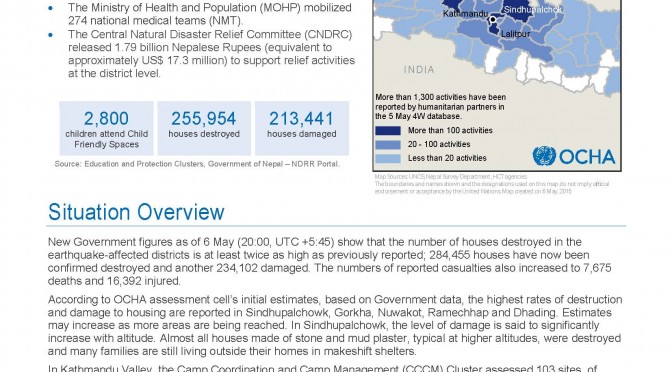 • The Ministry of Health and Population (MOHP) mobilized
274 national medical teams (NMT).
• The Central Natural Disaster Relief Committee (CNDRC)
released 1.79 billion Nepalese Rupees (equivalent to
approximately US$ 17.3 million) to support relief activities
at the district level.
2,800
children attend Child
Friendly Spaces
255,954
houses destroyed
213,441
houses damaged
Source: Education and Protection Clusters, Government of Nepal – NDRR Portal.
Sindhupalchok
Kathmandu
Lalitpur
INDIA
More than 1,300 activities have been
reported by humanitarian partners in
the 5 May 4W database.
More than 100 activities
20 - 100 activities
Less than 20 activities
OCHA
Map Sources: UNCS, Nepal Survey Department, HCT agencies
The boundaries and names shown and the designations used on this map do not imply official
endorsement or acceptance by the United Nations. Map created on 6 May, 2015
Situation Overview
New Government figures as of 6 May (20:00, UTC +5:45) show that the number of houses destroyed in the
earthquake-affected districts is at least twice as high as previously reported; 284,455 houses have now been
confirmed destroyed and another 234,102 damaged. The numbers of reported casualties also increased to 7,675
deaths and 16,392 injured.
According to OCHA assessment cell's initial estimates, based on Government data, the highest rates of destruction
and damage to housing are reported in Sindhupalchowk, Gorkha, Nuwakot, Ramechhap and Dhading. Estimates
may increase as more areas are being reached. In Sindhupalchowk, the level of damage is said to significantly
increase with altitude. Almost all houses made of stone and mud plaster, typical at higher altitudes, were destroyed
and many families are still living outside their homes in makeshift shelters.
In Kathmandu Valley, the Camp Coordination and Camp Management (CCCM) Cluster assessed 103 sites, of